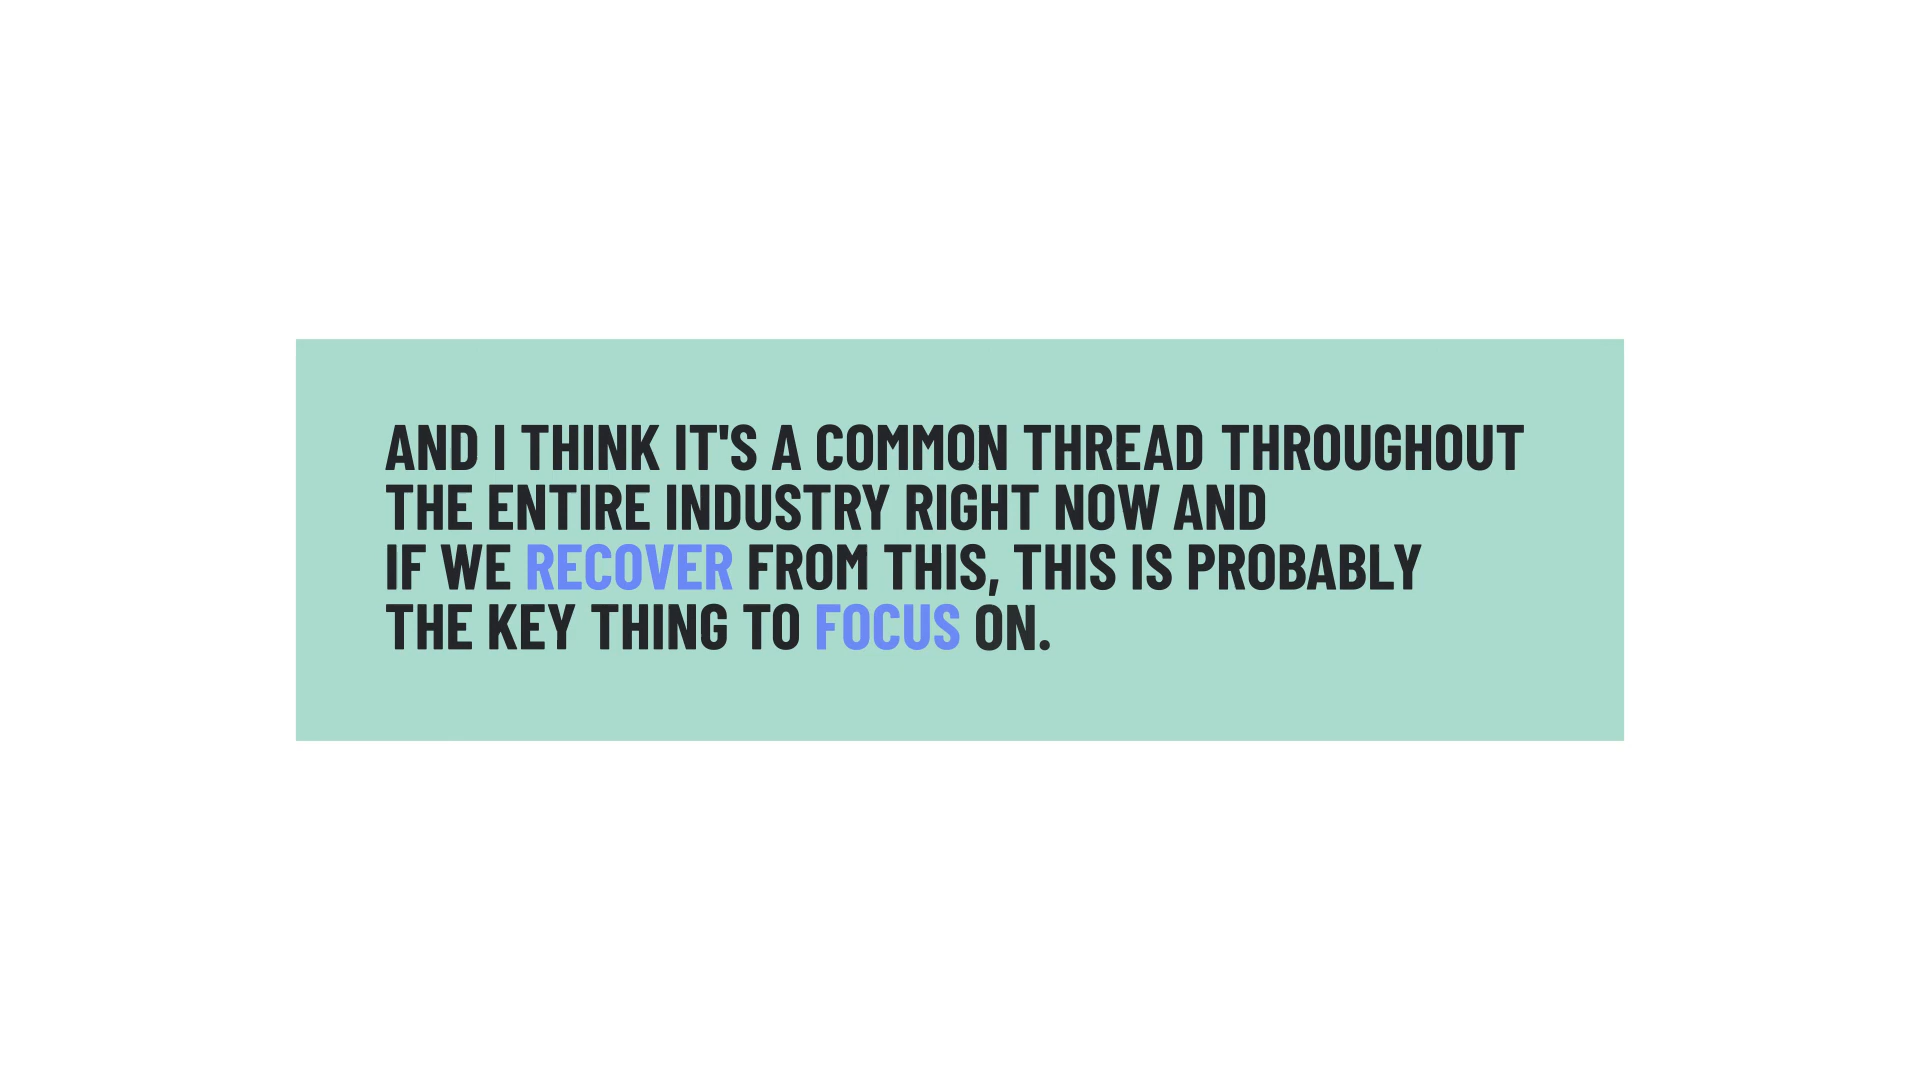 AND I THINK IT'S A COMMON THREAD THROUGHOUT
THE ENTIRE INDUSTRY RIGHT NOW AND
IF WE RECOVER FROM THIS, THIS IS PROBABLY
THE KEY THING TO FOCUS ON.